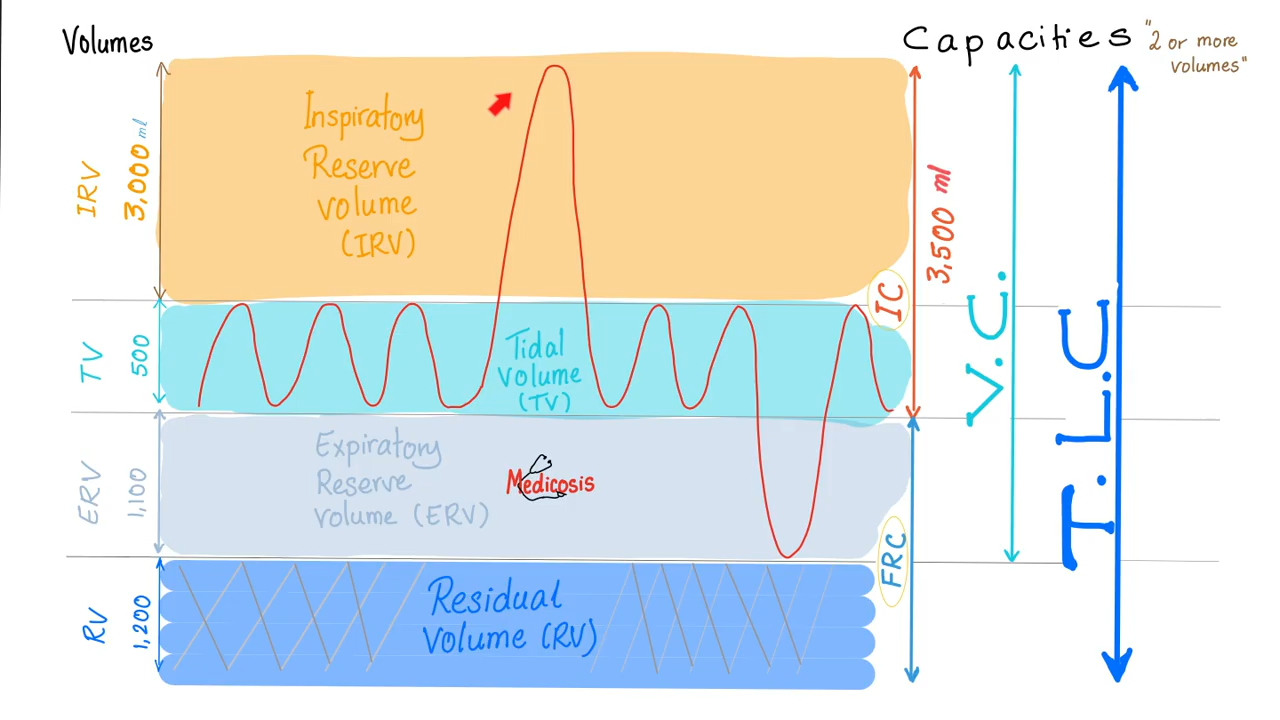 Volumes
Capacities
"2 or more
volumes"
IRV
3,000 ml
Inspiratory
Reserve
volume
(IRV)
3,500 ml
IC
V.C.
T.L.C
TV
500
Tidal
Volume
(TV)
ERV
1,100
Expiratory
Reserve
volume (ERV)
Medicosis
FRC
RV
1,200
Residual
Volume (RV)